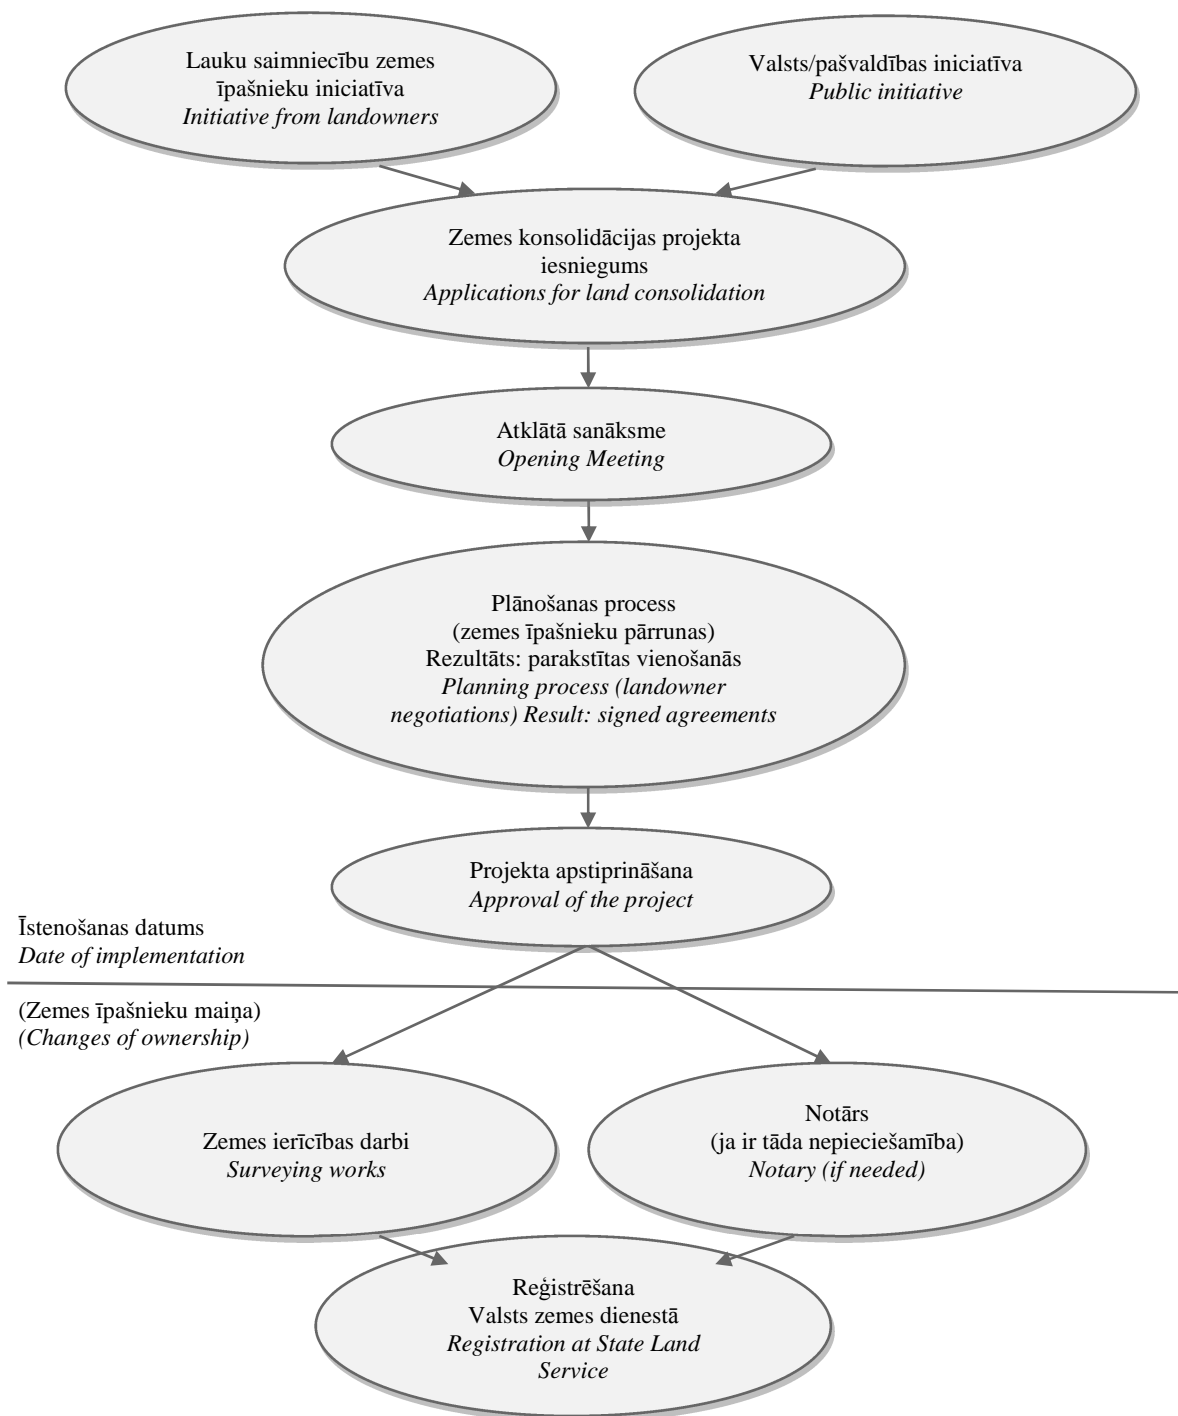 Lauku saimniecību zemes
īpašnieku iniciatīva
Initiative from landowners
Valsts/pašvaldības iniciatīva
Public initiative
Zemes konsolidācijas projekta
iesniegums
Applications for land consolidation
Atklātā sanāksme
Opening Meeting
Plānošanas process
(zemes īpašnieku pārrunas)
Rezultāts: parakstītas vienošanās
Planning process (landowner
negotiations) Result: signed agreements
Projekta apstiprināšana
Approval of the project
Īstenošanas datums
Date of implementation
(Zemes īpašnieku maiņa)
(Changes of ownership)
Zemes ierīcības darbi
Surveying works
Notārs
(ja ir tāda nepieciešamība)
Notary (if needed)
Reģistrēšana
Valsts zemes dienestā
Registration at State Land
Service